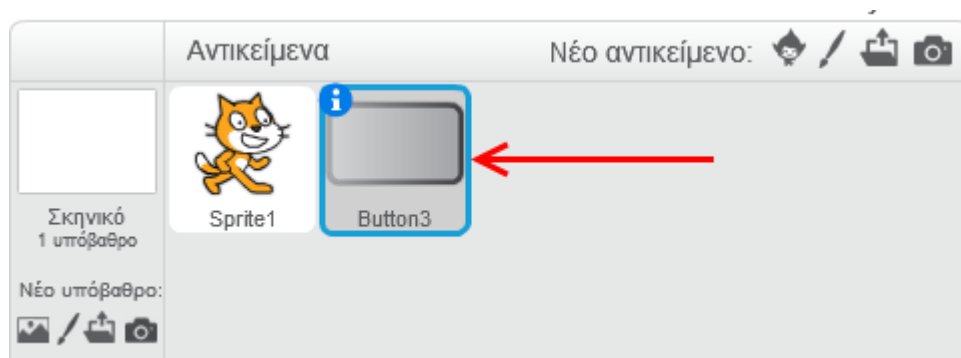 Αντικείμενα
Νέο αντικείμενο:
Sprite1
Button3
Σκηνικό
1 υπόβαθρο
Νέο υπόβαθρο: